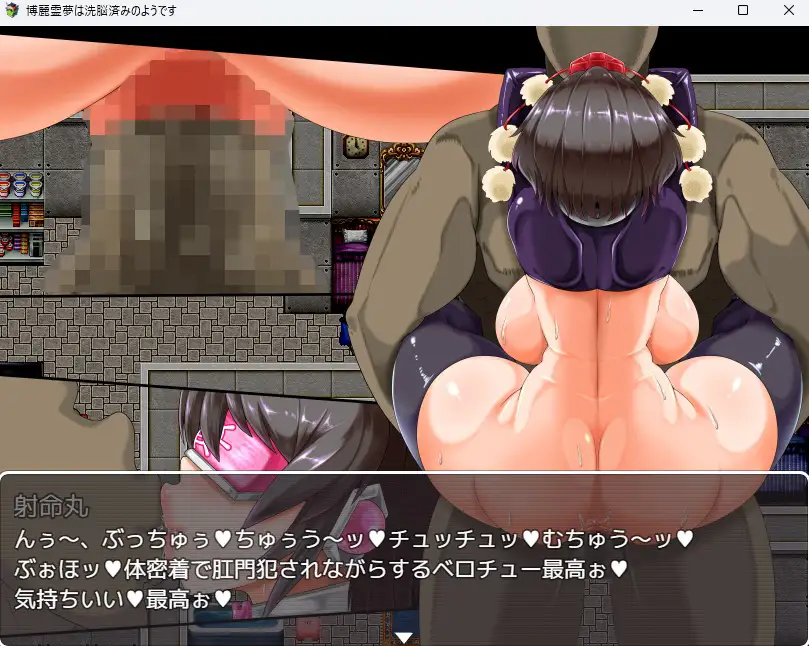 博麗霊夢は洗脳済みのようです
射命丸
んぅ～、ぶっちゅぅ♥ちゅぅう～ッ♥チュッチュッ♥むちゅう～ッ♥
ぶぉほッ♥体密着で肛門犯されながらするベロチュー最高ぉ♥
気持ちいい♥最高ぉ♥